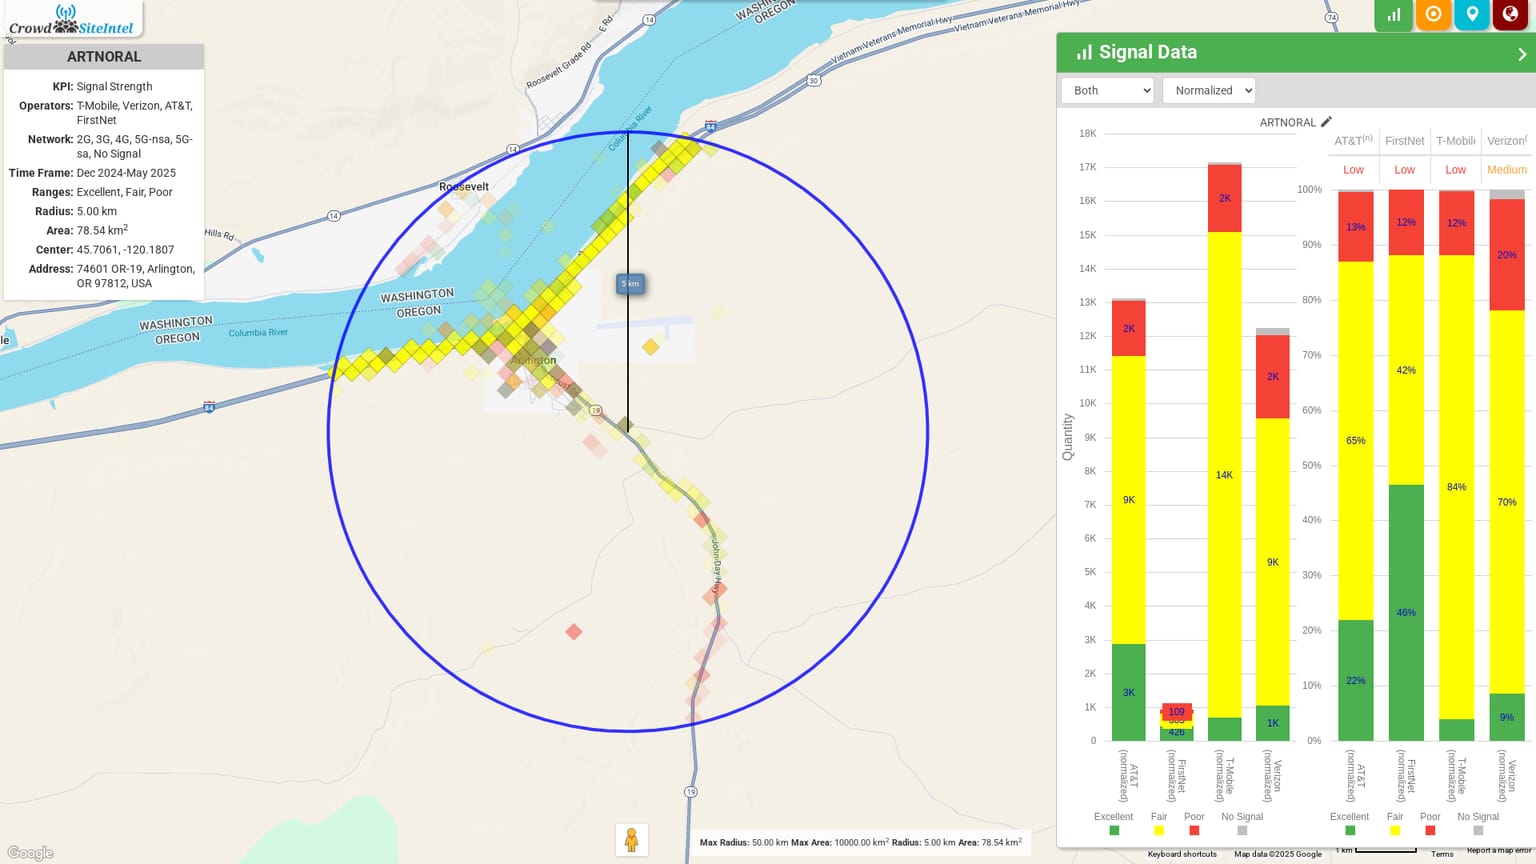 Crowd SiteIntel
ARTNORAL
KPI: Signal Strength
Operators: T-Mobile, Verizon, AT&T,
FirstNet
Network: 2G, 3G, 4G, 5G-nsa, 5G-
sa, No Signal
Time Frame: Dec 2024-May 2025
Ranges: Excellent, Fair, Poor
Radius: 5.00 km
Area: 78.54 km²
Center: 45.7061, -120.1807
Address: 74601 OR-19, Arlington,
OR 97812, USA
14
E Rd
Roosevelt Grade Rd
WASHINGTON
OREGON
Vietnam Veterans Memorial Hwy
Vietnam Veterans Memorial Hwy
74
30
84
Columbia River
14
Roosevelt
14
Hills Rd
5 km
WASHINGTON
OREGON
WASHINGTON
OREGON
Columbia River
le
Arlington
84
19
John Day Hwy
19
Google
Max Radius: 50.00 km Max Area: 10000.00 km² Radius: 5.00 km Area: 78.54 km²
Signal Data
Both
Normalized
ARTNORAL
Quantity
18K
17K
16K
15K
14K
13K
12K
11K
10K
9K
8K
7K
6K
5K
4K
3K
2K
1K
0
2K
9K
3K
109
426
2K
14K
2K
9K
1K
AT&T
(normalized)
FirstNet
(normalized)
T-Mobile
(normalized)
Verizon
(normalized)
Excellent Fair Poor No Signal
AT&T(n) FirstNet T-Mobile Verizon(
Low Low Low Medium
100%
90%
80%
70%
60%
50%
40%
30%
20%
10%
0%
13%
65%
22%
12%
42%
46%
12%
84%
20%
70%
9%
AT&T
(normalized)
FirstNet
(normalized)
T-Mobile
(normalized)
Verizon
(normalized)
Excellent Fair Poor No Signal
Keyboard shortcuts Map data ©2025 Google 1 km Terms Report a map error